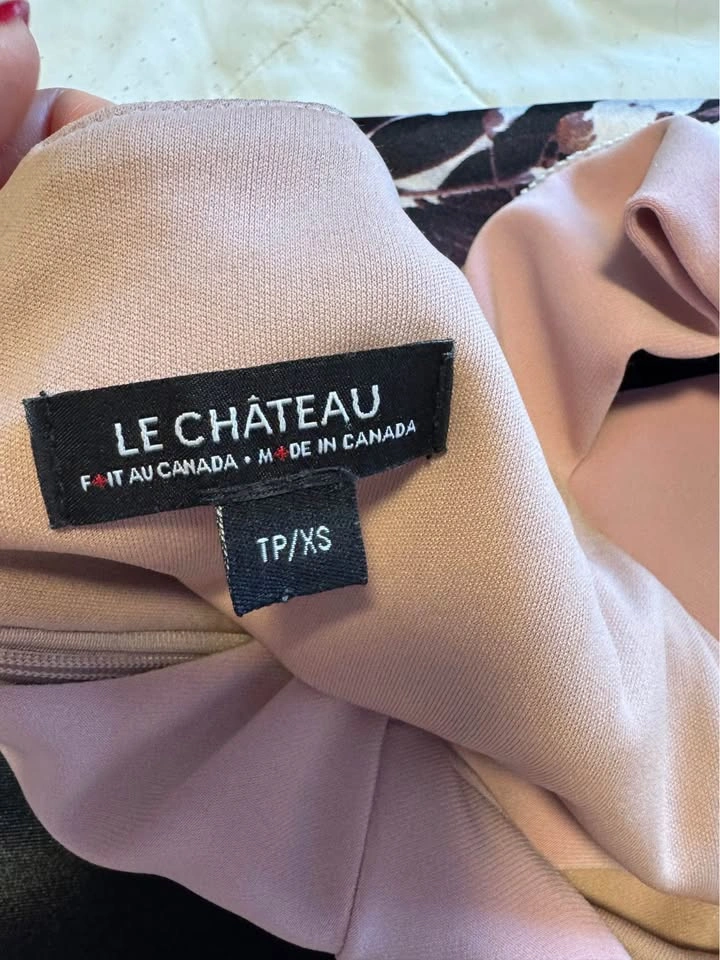 LE CHÂTEAU
FAIT AU CANADA • MADE IN CANADA
TP/XS